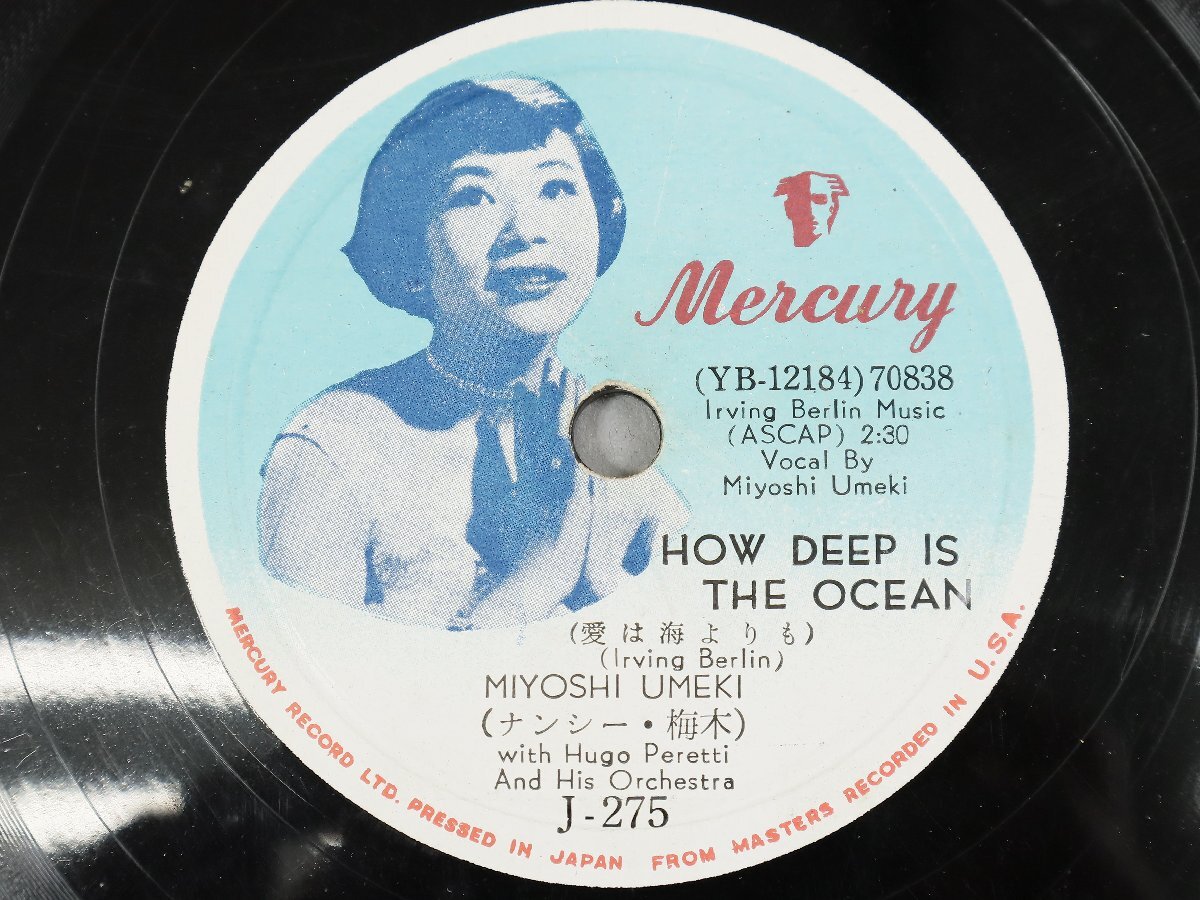 Mercury
(YB-12184) 70838
Irving Berlin Music
(ASCAP) 2:30
Vocal By
Miyoshi Umeki
HOW DEEP IS
THE OCEAN
(愛は海よりも)
(Irving Berlin)
MIYOSHI UMEKI
(ナンシー・梅木)
with Hugo Peretti
And His Orchestra
J-275
MERCURY RECORD LTD. PRESSED IN JAPAN FROM MASTERS RECORDED IN U.S.A.